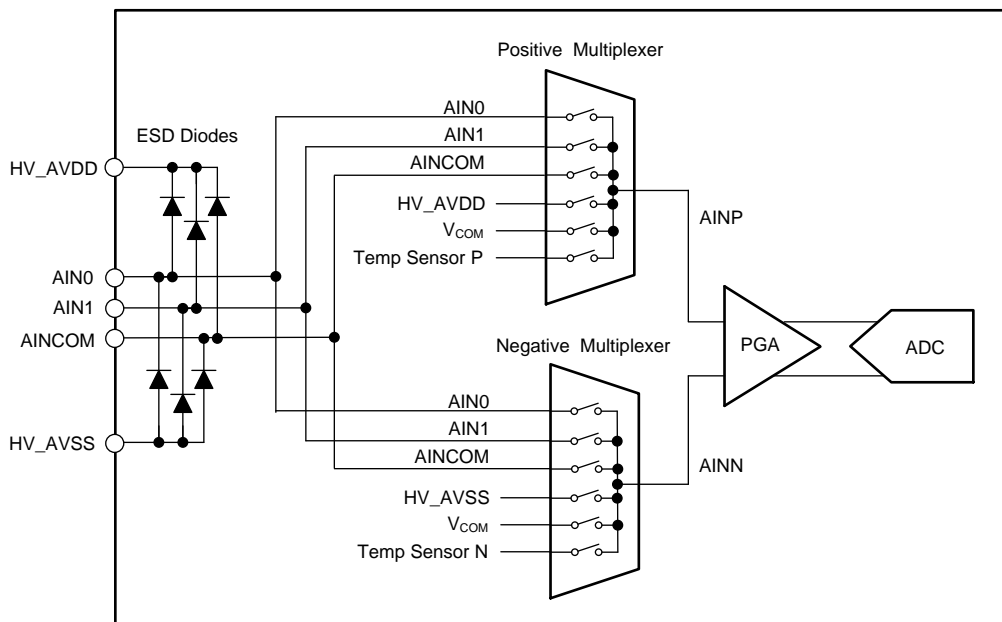 Positive Multiplexer
AIN0
ESD Diodes
AIN1
AINCOM
HV_AVDD
HV_AVDD
AINP
VCOM
Temp Sensor P
AIN0
AIN1
AINCOM
Negative Multiplexer
PGA
ADC
AIN0
AIN1
HV_AVSS
AINCOM
AINN
HV_AVSS
VCOM
Temp Sensor N